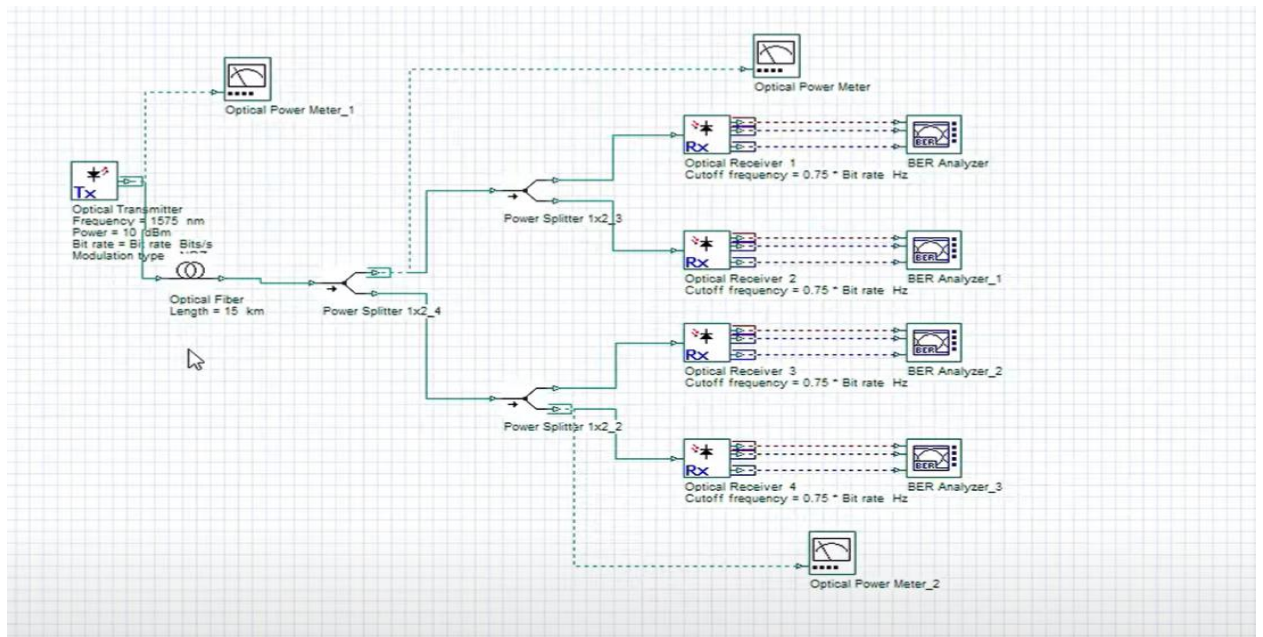 Optical Power Meter_1
Optical Power Meter
Tx
Optical Transmitter
Frequency = 1575 nm
Power = 10 dBm
Bit rate = Bit rate Bits/s
Modulation type
Optical Fiber
Length = 15 km
Power Splitter 1x2_4
Power Splitter 1x2_3
Power Splitter 1x2_2
Rx
Optical Receiver 1
Cutoff frequency = 0.75 * Bit rate Hz
BER
BER Analyzer
Rx
Optical Receiver 2
Cutoff frequency = 0.75 * Bit rate Hz
BER
BER Analyzer_1
Rx
Optical Receiver 3
Cutoff frequency = 0.75 * Bit rate Hz
BER
BER Analyzer_2
Rx
Optical Receiver 4
Cutoff frequency = 0.75 * Bit rate Hz
BER
BER Analyzer_3
Optical Power Meter_2